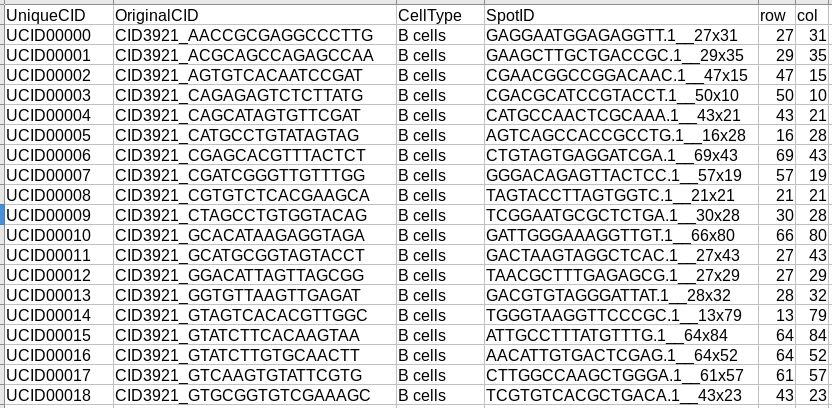 UniqueCID OriginalCID CellType SpotID row col
UCID00000 CID3921_AACCGCGAGGCCCTTG B cells GAGGAATGGAGAGGTT.1__27x31 27 31
UCID00001 CID3921_ACGCAGCCAGAGCCAA B cells GAAGCTTGCTGACCGC.1__29x35 29 35
UCID00002 CID3921_AGTGTCACAATCCGAT B cells CGAACGGCCGGACAAC.1__47x15 47 15
UCID00003 CID3921_CAGAGAGTCTCTTATG B cells CGACGCATCCGTACCT.1__50x10 50 10
UCID00004 CID3921_CAGCATAGTGTTCGAT B cells CATGCCAACTCGCAAA.1__43x21 43 21
UCID00005 CID3921_CATGCCTGTATAGTAG B cells AGTCAGCCACCGCCTG.1__16x28 16 28
UCID00006 CID3921_CGAGCACGTTTACTCT B cells CTGTAGTGAGGATCGA.1__69x43 69 43
UCID00007 CID3921_CGATCGGGTTGTTTGG B cells GGGACAGAGTTACTCC.1__57x19 57 19
UCID00008 CID3921_CGTGTCTCACGAAGCA B cells TAGTACCTTAGTGGTC.1__21x21 21 21
UCID00009 CID3921_CTAGCCTGTGGTACAG B cells TCGGAATGCGCTCTGA.1__30x28 30 28
UCID00010 CID3921_GCACATAAGAGGTAGA B cells GATTGGGAAAGGTTGT.1__66x80 66 80
UCID00011 CID3921_GCATGCGGTAGTACCT B cells GACTAAGTAGGCTCAC.1__27x43 27 43
UCID00012 CID3921_GGACATTAGTTAGCGG B cells TAACGCTTTGAGAGCG.1__27x29 27 29
UCID00013 CID3921_GGTGTTAAGTTGAGAT B cells GACGTGTAGGGATTAT.1__28x32 28 32
UCID00014 CID3921_GTAGTCACACGTTGGC B cells TGGGTAAGGTTCCCGC.1__13x79 13 79
UCID00015 CID3921_GTATCTTCACAAGTAA B cells ATTGCCTTTATGTTTG.1__64x84 64 84
UCID00016 CID3921_GTATCTTGTGCAACTT B cells AACATTGTGACTCGAG.1__64x52 64 52
UCID00017 CID3921_GTCAAGTGTATTCGTG B cells CTTGGCCAAGCTGGGA.1__61x57 61 57
UCID00018 CID3921_GTGCGGTGTCGAAAGC B cells TCGTGTCACGCTGACA.1__43x23 43 23